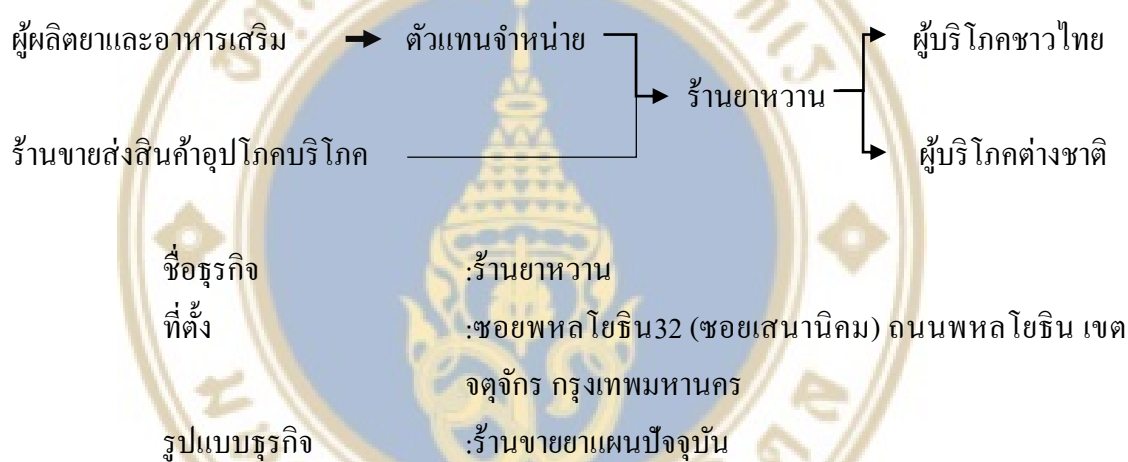 ผู้ผลิตยาและอาหารเสริม ตัวแทนจำหน่าย ผู้บริโภคชาวไทย
ร้านยาหวาน
ร้านขายส่งสินค้าอุปโภคบริโภค ผู้บริโภคต่างชาติ
ชื่อธุรกิจ :ร้านยาหวาน
ที่ตั้ง :ซอยพหลโยธิน32 (ซอยเสนานิคม) ถนนพหลโยธิน เขต
จตุจักร กรุงเทพมหานคร
รูปแบบธุรกิจ :ร้านขายยาแผนปัจจุบัน